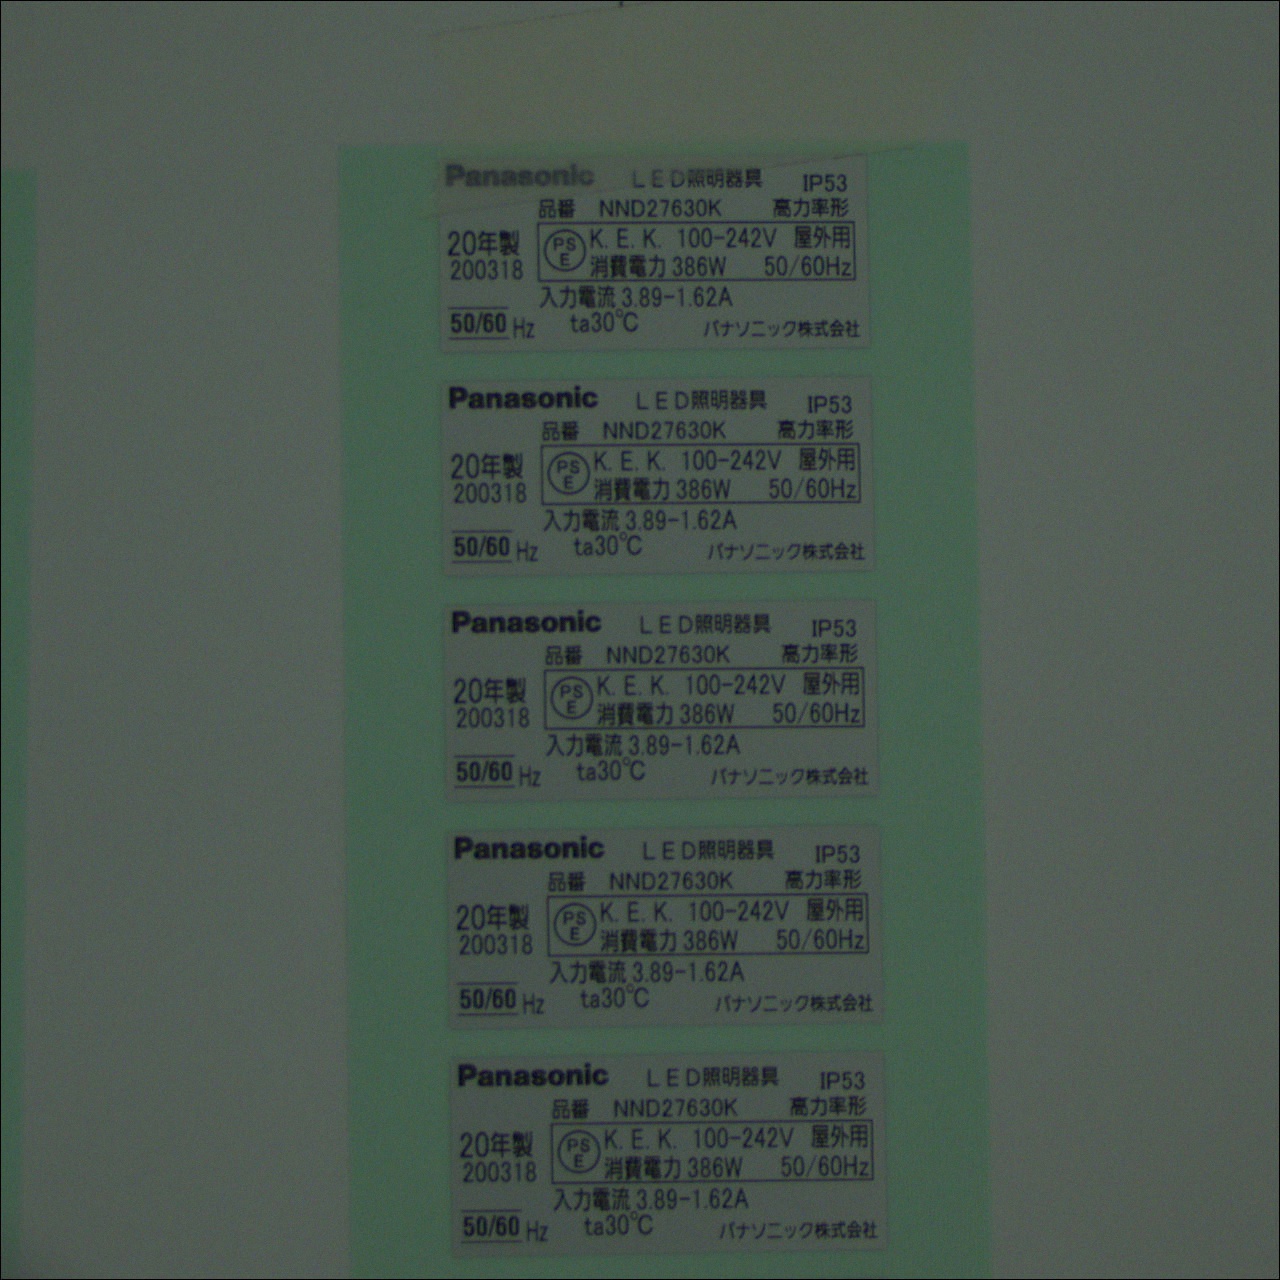 Panasonic LED照明器具 IP53
品番 NND27630K 高力率形
20年製 PSE K.E.K. 100-242V 屋外用
200318 消費電力 386W 50/60Hz
入力電流 3.89-1.62A
50/60 Hz ta30℃ パナソニック株式会社
Panasonic LED照明器具 IP53
品番 NND27630K 高力率形
20年製 PSE K.E.K. 100-242V 屋外用
200318 消費電力 386W 50/60Hz
入力電流 3.89-1.62A
50/60 Hz ta30℃ パナソニック株式会社
Panasonic LED照明器具 IP53
品番 NND27630K 高力率形
20年製 PSE K.E.K. 100-242V 屋外用
200318 消費電力 386W 50/60Hz
入力電流 3.89-1.62A
50/60 Hz ta30℃ パナソニック株式会社
Panasonic LED照明器具 IP53
品番 NND27630K 高力率形
20年製 PSE K.E.K. 100-242V 屋外用
200318 消費電力 386W 50/60Hz
入力電流 3.89-1.62A
50/60 Hz ta30℃ パナソニック株式会社
Panasonic LED照明器具 IP53
品番 NND27630K 高力率形
20年製 PSE K.E.K. 100-242V 屋外用
200318 消費電力 386W 50/60Hz
入力電流 3.89-1.62A
50/60 Hz ta30℃ パナソニック株式会社